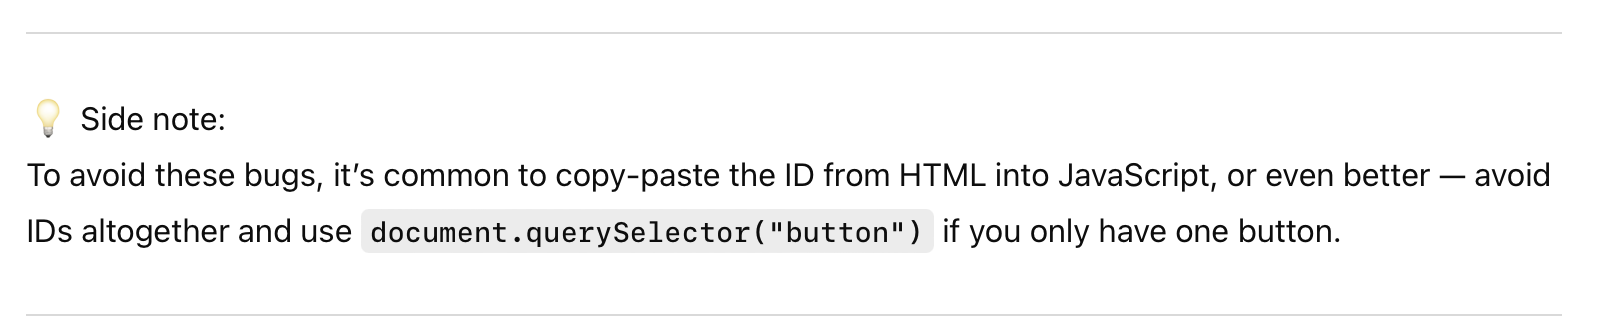 💡 Side note:
To avoid these bugs, it’s common to copy-paste the ID from HTML into JavaScript, or even better — avoid
IDs altogether and use document.querySelector("button") if you only have one button.